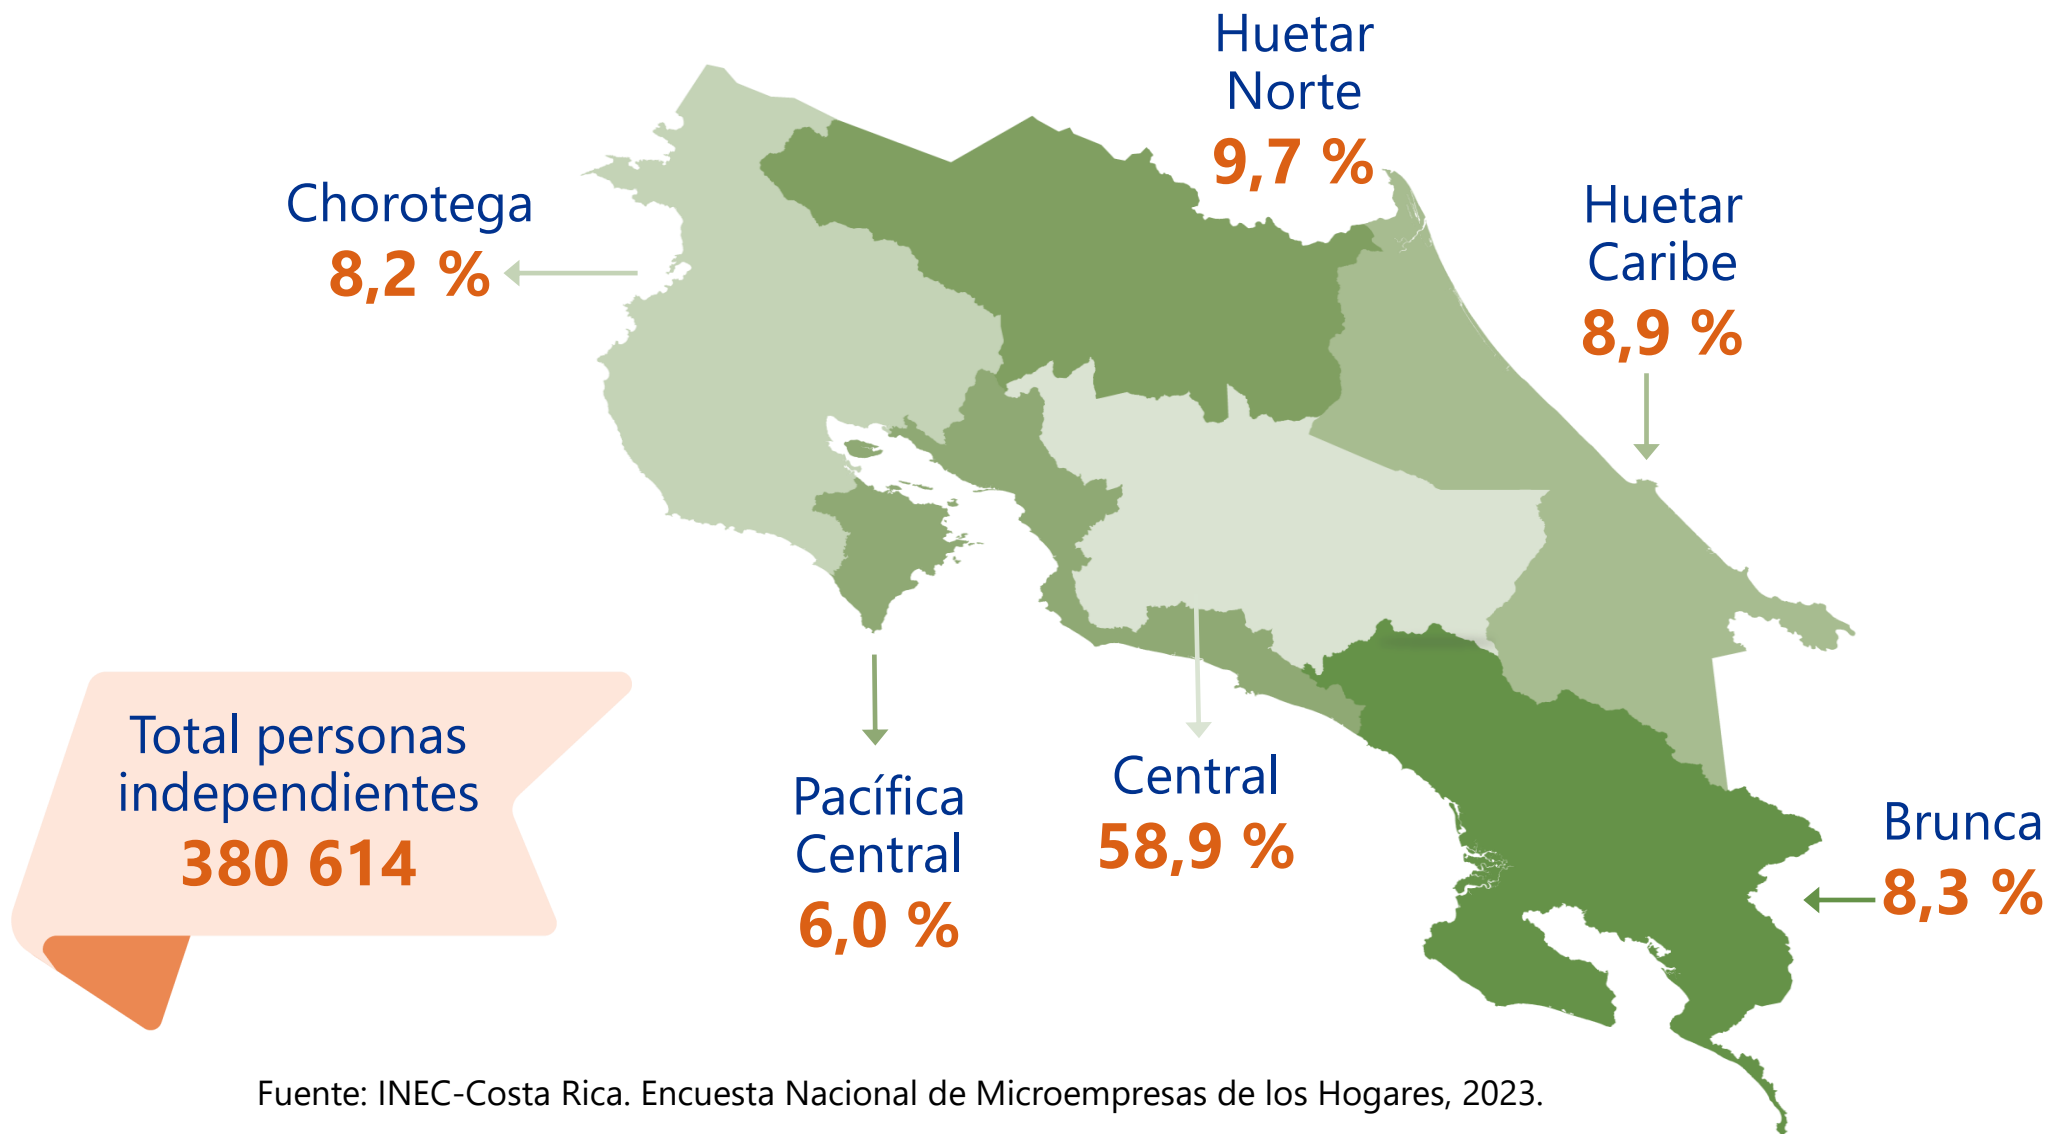 Huetar
Norte
9,7 %
Chorotega
8,2 %
Huetar
Caribe
8,9 %
Total personas
independientes
380 614
Pacífica
Central
6,0 %
Central
58,9 %
Brunca
8,3 %
Fuente: INEC-Costa Rica. Encuesta Nacional de Microempresas de los Hogares, 2023.